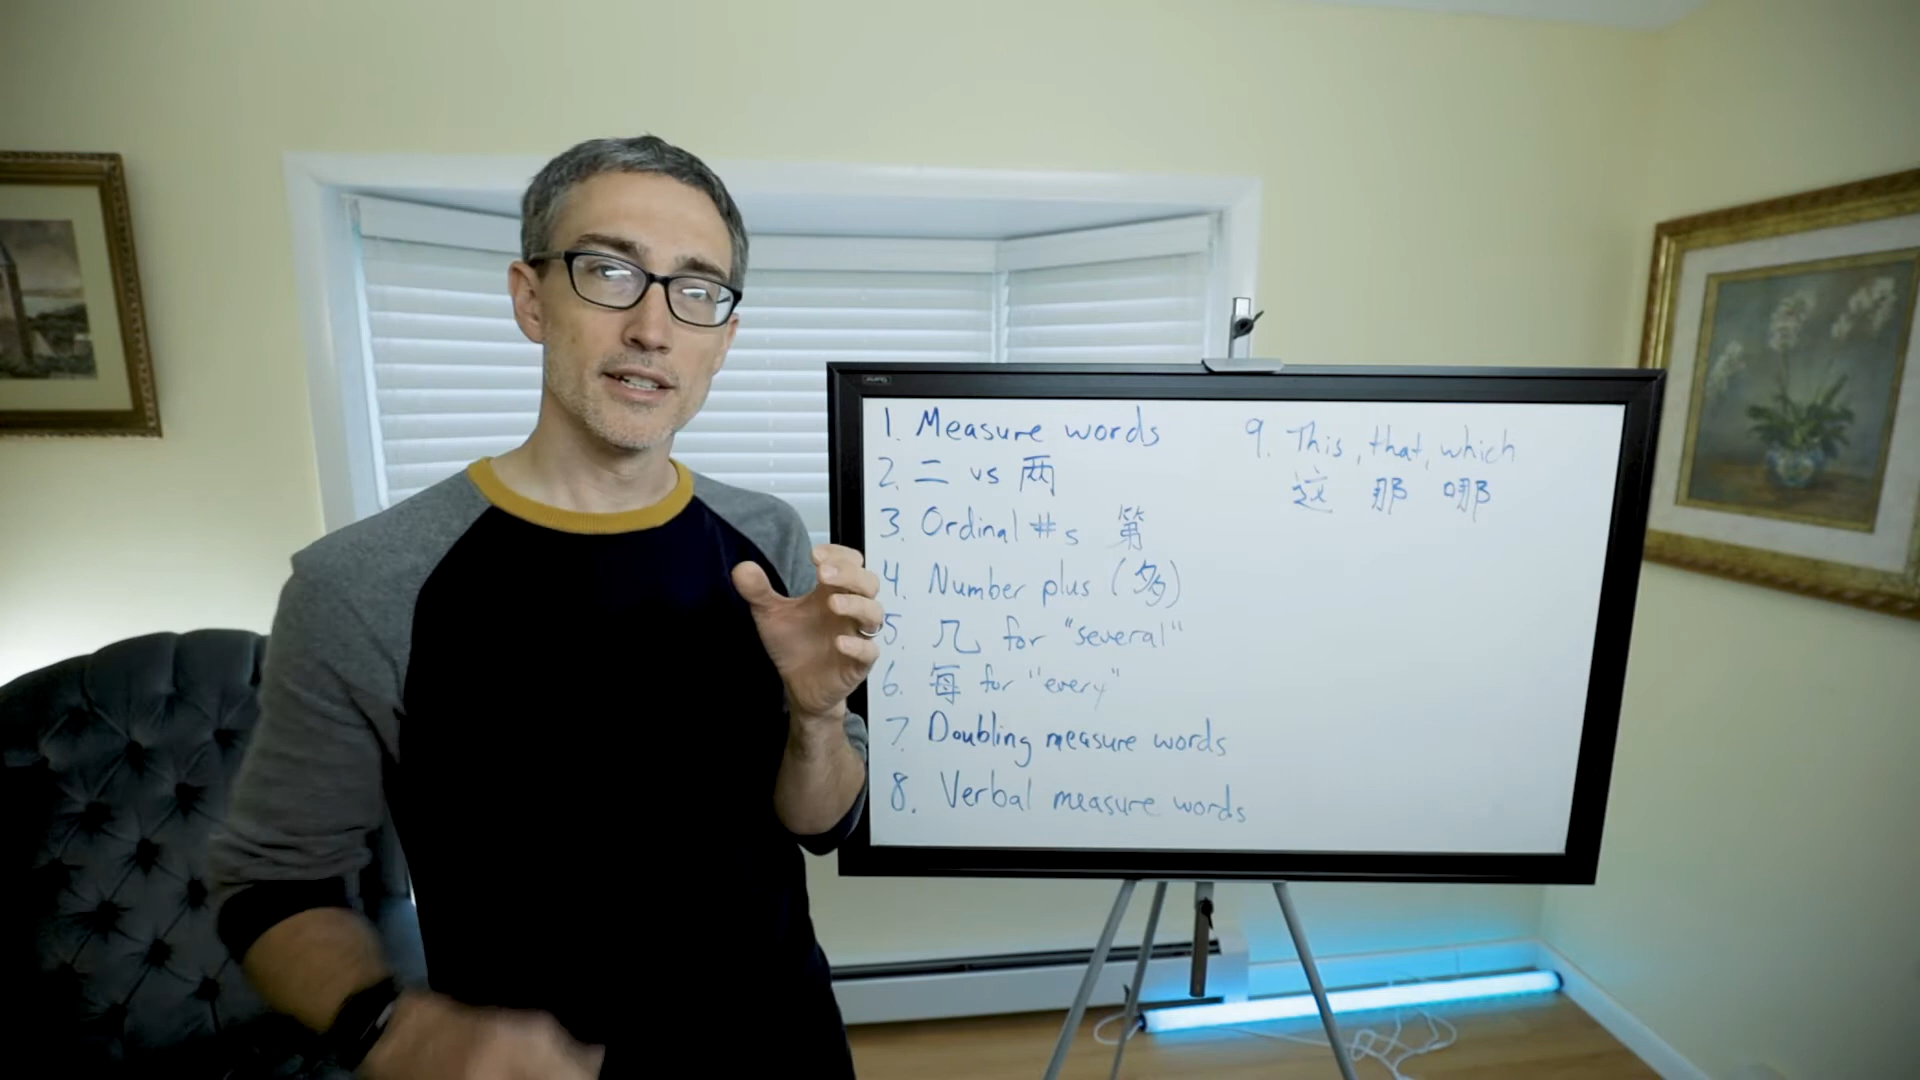 1. Measure words
2. 二 vs 两
3. Ordinal #s 第
4. Number plus (多)
5. 几 for "several"
6. 每 for "every"
7. Doubling measure words
8. Verbal measure words
9. This, that, which
这 那 哪